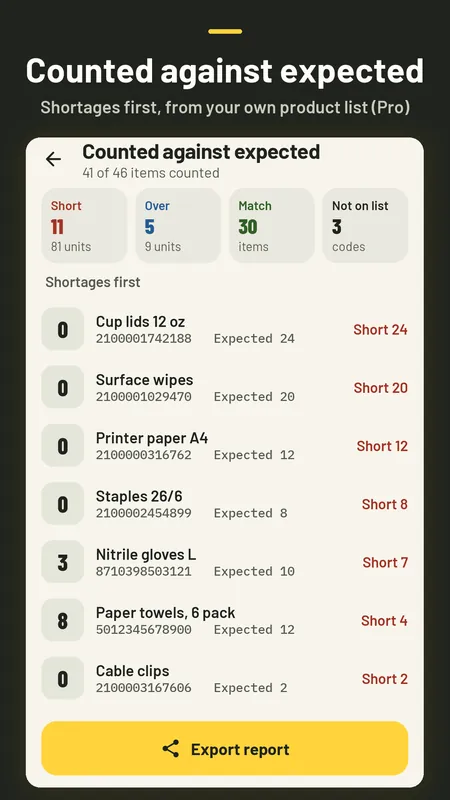 Counted against expected
Shortages first, from your own product list (Pro)
Counted against expected
41 of 46 items counted
Short Over Match Not on list
11 5 30 3
81 units 9 units items codes
Shortages first
0 Cup lids 12 oz Short 24
2100001742188 Expected 24
0 Surface wipes Short 20
2100001029470 Expected 20
0 Printer paper A4 Short 12
2100000316762 Expected 12
0 Staples 26/6 Short 8
2100002454899 Expected 8
3 Nitrile gloves L Short 7
8710398503121 Expected 10
8 Paper towels, 6 pack Short 4
5012345678900 Expected 12
0 Cable clips Short 2
2100003167606 Expected 2
Export report